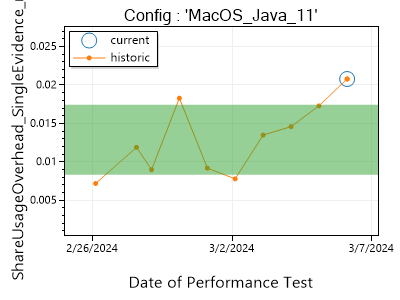 Config : 'MacOS_Java_11'
current
historic
0.025
0.02
0.015
0.01
0.005
ShareUsageOverhead_SingleEvidence_
2/26/2024
3/2/2024
3/7/2024
Date of Performance Test